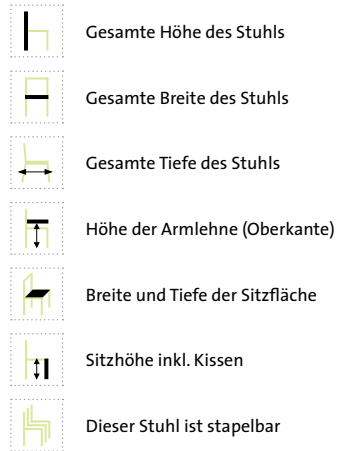 Gesamte Höhe des Stuhls
Gesamte Breite des Stuhls
Gesamte Tiefe des Stuhls
Höhe der Armlehne (Oberkante)
Breite und Tiefe der Sitzfläche
Sitzhöhe inkl. Kissen
Dieser Stuhl ist stapelbar